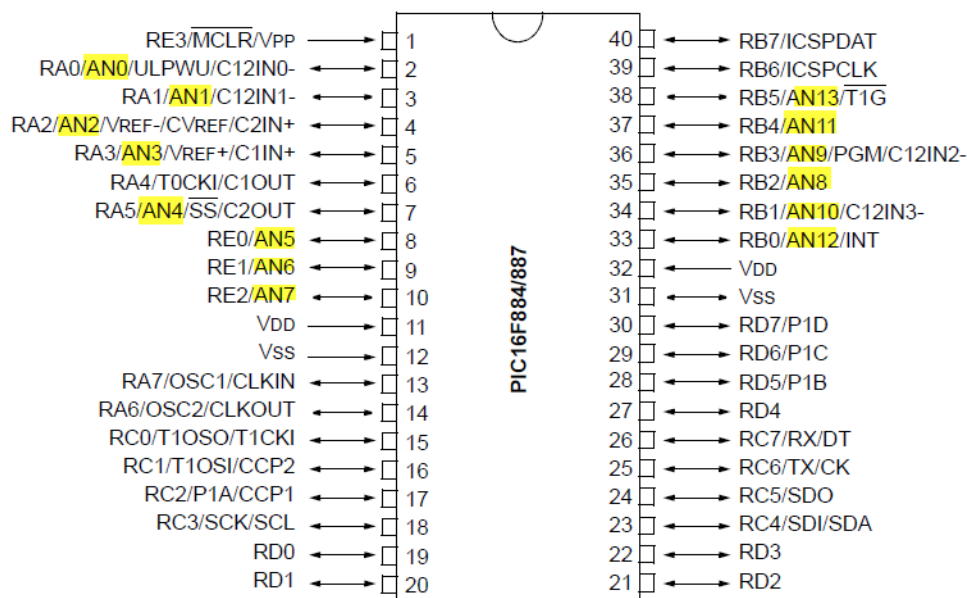 RE3/MCLR/VPP 1
RA0/AN0/ULPWU/C12IN0- 2
RA1/AN1/C12IN1- 3
RA2/AN2/VREF-/CVREF/C2IN+ 4
RA3/AN3/VREF+/C1IN+ 5
RA4/T0CKI/C1OUT 6
RA5/AN4/SS/C2OUT 7
RE0/AN5 8
RE1/AN6 9
RE2/AN7 10
VDD 11
VSS 12
RA7/OSC1/CLKIN 13
RA6/OSC2/CLKOUT 14
RC0/T1OSO/T1CKI 15
RC1/T1OSI/CCP2 16
RC2/P1A/CCP1 17
RC3/SCK/SCL 18
RD0 19
RD1 20
PIC16F884/887
40 RB7/ICSPDAT
39 RB6/ICSPCLK
38 RB5/AN13/T1G
37 RB4/AN11
36 RB3/AN9/PGM/C12IN2-
35 RB2/AN8
34 RB1/AN10/C12IN3-
33 RB0/AN12/INT
32 VDD
31 VSS
30 RD7/P1D
29 RD6/P1C
28 RD5/P1B
27 RD4
26 RC7/RX/DT
25 RC6/TX/CK
24 RC5/SDO
23 RC4/SDI/SDA
22 RD3
21 RD2